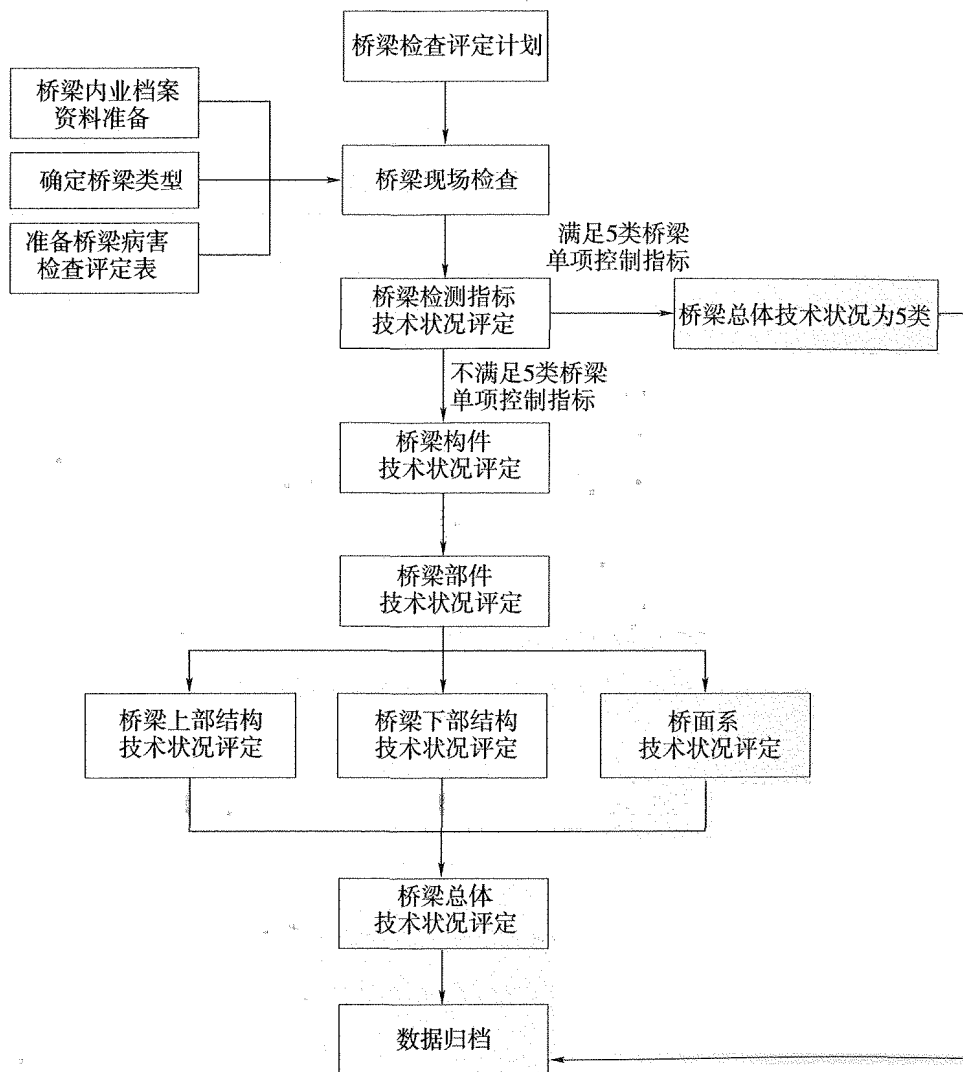 桥梁检查评定计划
桥梁内业档案
资料准备
确定桥梁类型
准备桥梁病害
检查评定表
桥梁现场检查
满足5类桥梁
单项控制指标
桥梁检测指标
技术状况评定
桥梁总体技术状况为5类
不满足5类桥梁
单项控制指标
桥梁构件
技术状况评定
桥梁部件
技术状况评定
桥梁上部结构
技术状况评定
桥梁下部结构
技术状况评定
桥面系
技术状况评定
桥梁总体
技术状况评定
数据归档